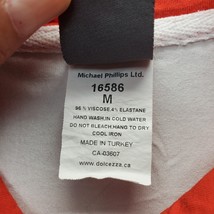 Michael Phillips Ltd.
16586
M
96 % VISCOSE,4% ELASTANE
HAND WASH,IN COLD WATER
DO NOT BLEACH,HANG TO DRY
COOL IRON
MADE IN TURKEY
CA-03607
www.dolcezza.ca